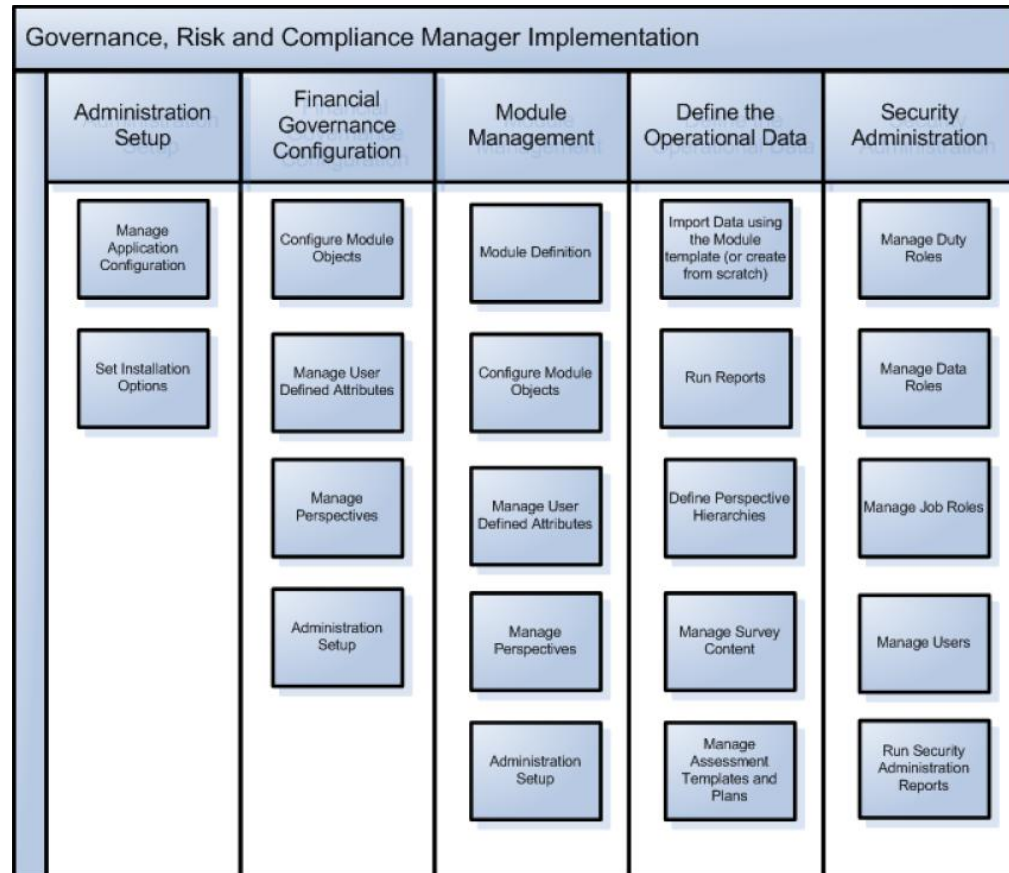 Governance, Risk and Compliance Manager Implementation
Administration
Setup
Financial
Governance
Configuration
Module
Management
Define the
Operational Data
Security
Administration
Manage
Application
Configuration
Set Installation
Options
Configure Module
Objects
Manage User
Defined Attributes
Manage
Perspectives
Administration
Setup
Module Definition
Configure Module
Objects
Manage User
Defined Attributes
Manage
Perspectives
Administration
Setup
Import Data using
the Module
template (or create
from scratch)
Run Reports
Define Perspective
Hierarchies
Manage Survey
Content
Manage
Assessment
Templates and
Plans
Manage Duty
Roles
Manage Data
Roles
Manage Job Roles
Manage Users
Run Security
Administration
Reports